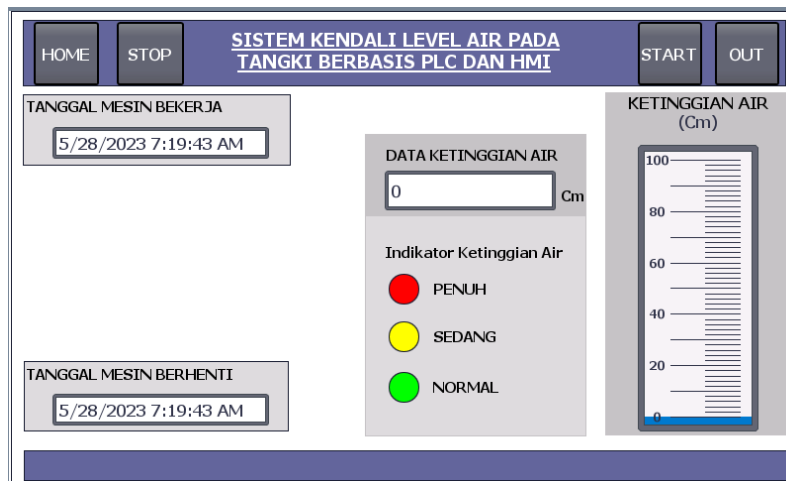 HOME
STOP
SISTEM KENDALI LEVEL AIR PADA
TANGKI BERBASIS PLC DAN HMI
START
OUT
TANGGAL MESIN BEKERJA
5/28/2023 7:19:43 AM
DATA KETINGGIAN AIR
0
Cm
Indikator Ketinggian Air
PENUH
SEDANG
NORMAL
TANGGAL MESIN BERHENTI
5/28/2023 7:19:43 AM
KETINGGIAN AIR
(Cm)
100
80
60
40
20
0